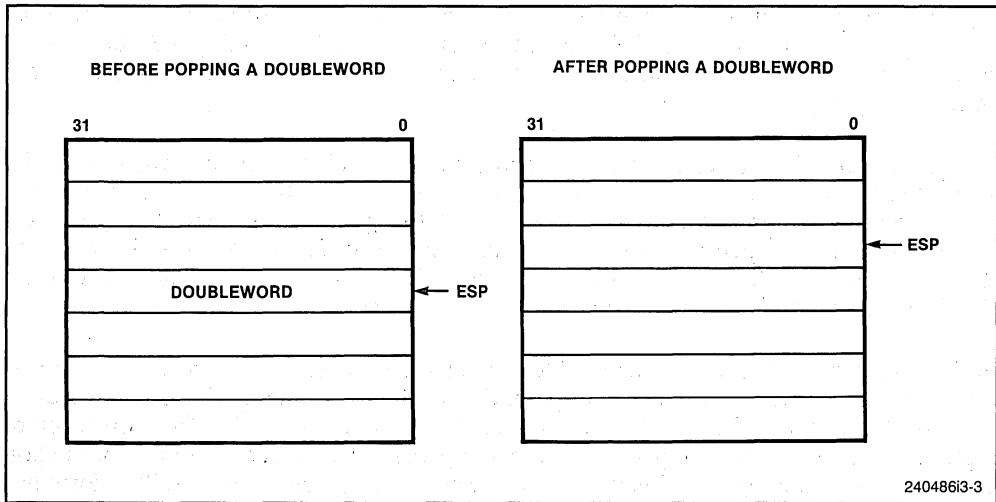 BEFORE POPPING A DOUBLEWORD
31 0
DOUBLEWORD
ESP
AFTER POPPING A DOUBLEWORD
31 0
ESP
240486i3-3